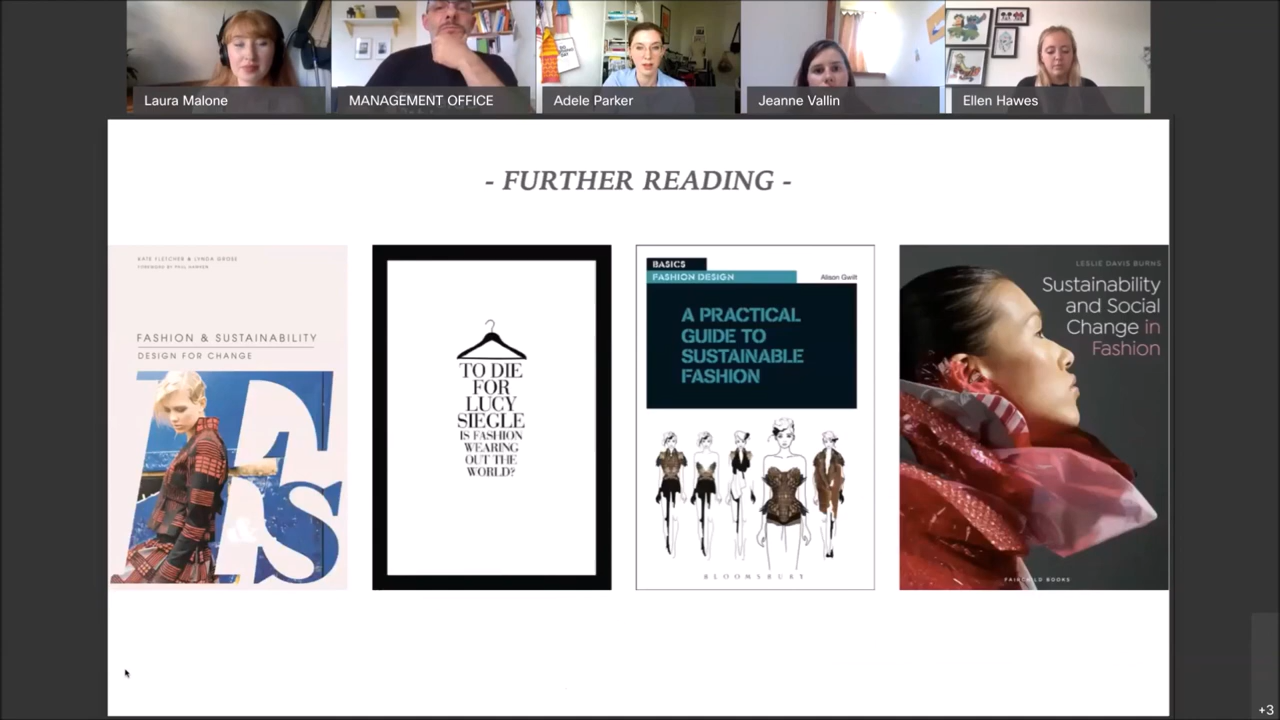 Laura Malone
MANAGEMENT OFFICE
Adele Parker
Jeanne Vallin
Ellen Hawes
- FURTHER READING -
KATE FLETCHER & LYNDA GROSE
FOREWORD BY PAUL HAWKEN
FASHION & SUSTAINABILITY
DESIGN FOR CHANGE
F&S
TO DIE
FOR
LUCY
SIEGLE
IS FASHION
WEARING
OUT THE
WORLD?
BASICS
FASHION DESIGN
Alison Gwilt
A PRACTICAL
GUIDE TO
SUSTAINABLE
FASHION
BLOOMSBURY
LESLIE DAVIS BURNS
Sustainability
and Social
Change in
Fashion
FAIRCHILD BOOKS
+3